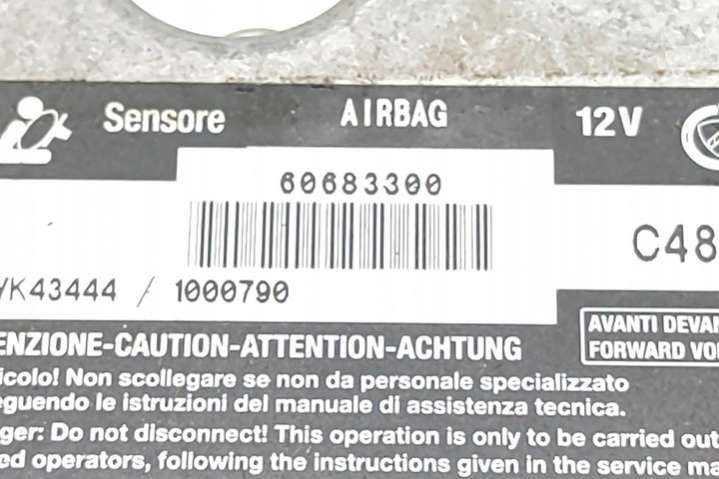 Sensore AIRBAG 12V
60683300
C48
VK43444 / 1000790
ENZIONE-CAUTION-ATTENTION-ACHTUNG
AVANTI DEVAN
FORWARD VOR
icolo! Non scollegare se non da personale specializzato
eguendo le istruzioni del manuale di assistenza tecnica.
ger: Do not disconnect! This operation is only to be carried out
ed operators, following the instructions given in the service ma